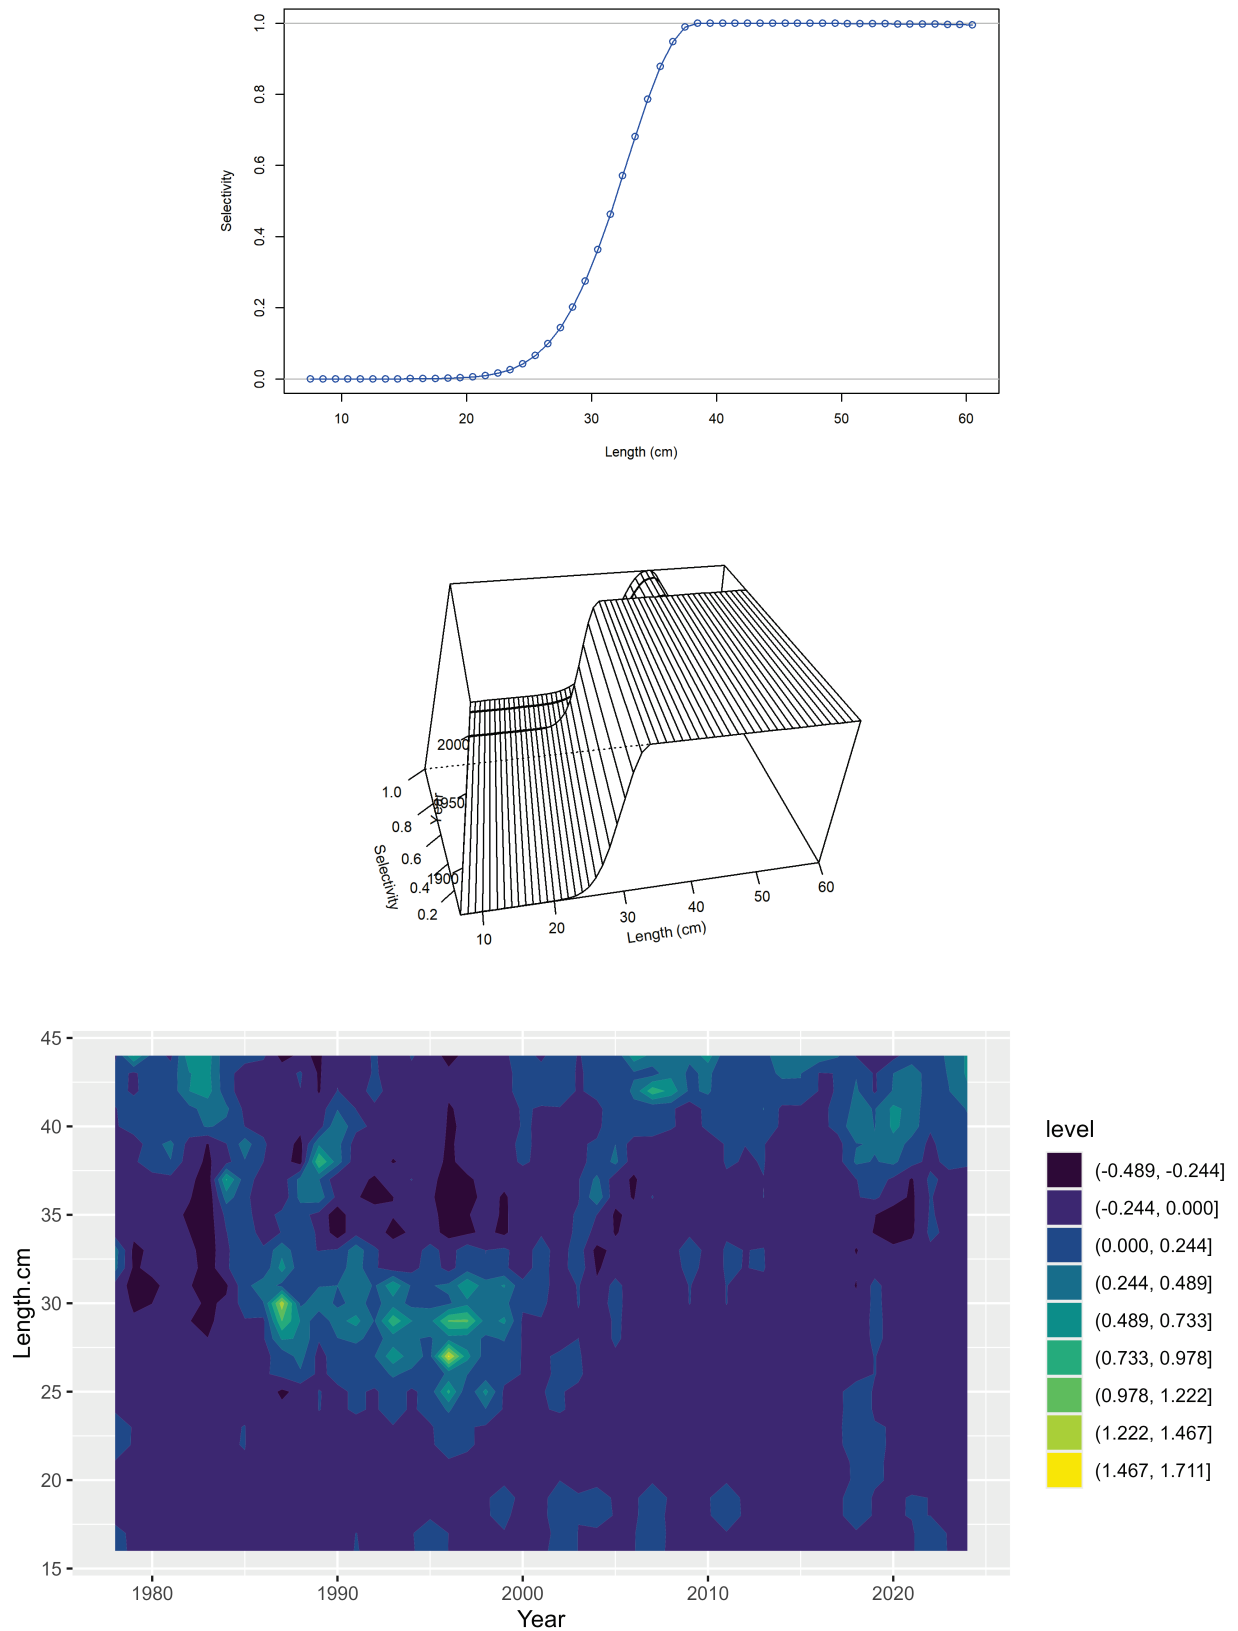 1.0
0.8
0.6
0.4
0.2
0.0
Selectivity
10 20 30 40 50 60
Length (cm)
2000
1.0
1950
Year
0.8
0.6
Selectivity
0.4
1900
0.2
10 20 30 40 50 60
Length (cm)
45
40
35
30
25
20
15
Length.cm
1980 1990 2000 2010 2020
Year
level
(-0.489, -0.244]
(-0.244, 0.000]
(0.000, 0.244]
(0.244, 0.489]
(0.489, 0.733]
(0.733, 0.978]
(0.978, 1.222]
(1.222, 1.467]
(1.467, 1.711]